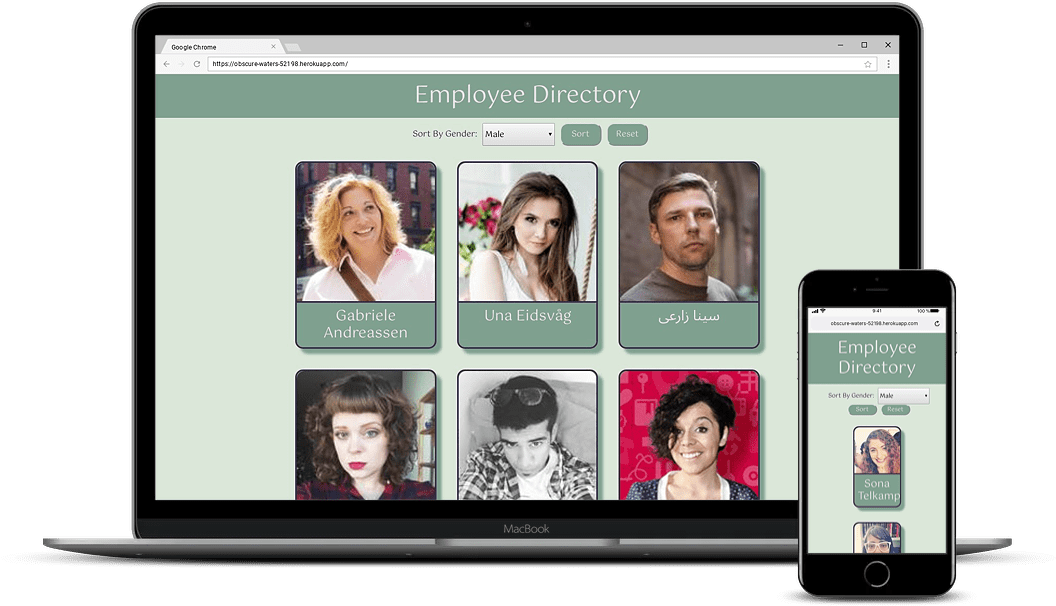 Google Chrome
https://obscure-waters-52198.herokuapp.com/
Employee Directory
Sort By Gender: Male Sort Reset
Gabriele
Andreassen
Una Eidsvåg
سینا زارعی
MacBook
9:41 100 %
obscure-waters-52198.herokuapp.com
Employee
Directory
Sort By Gender: Male
Sort Reset
Sona
Telkamp